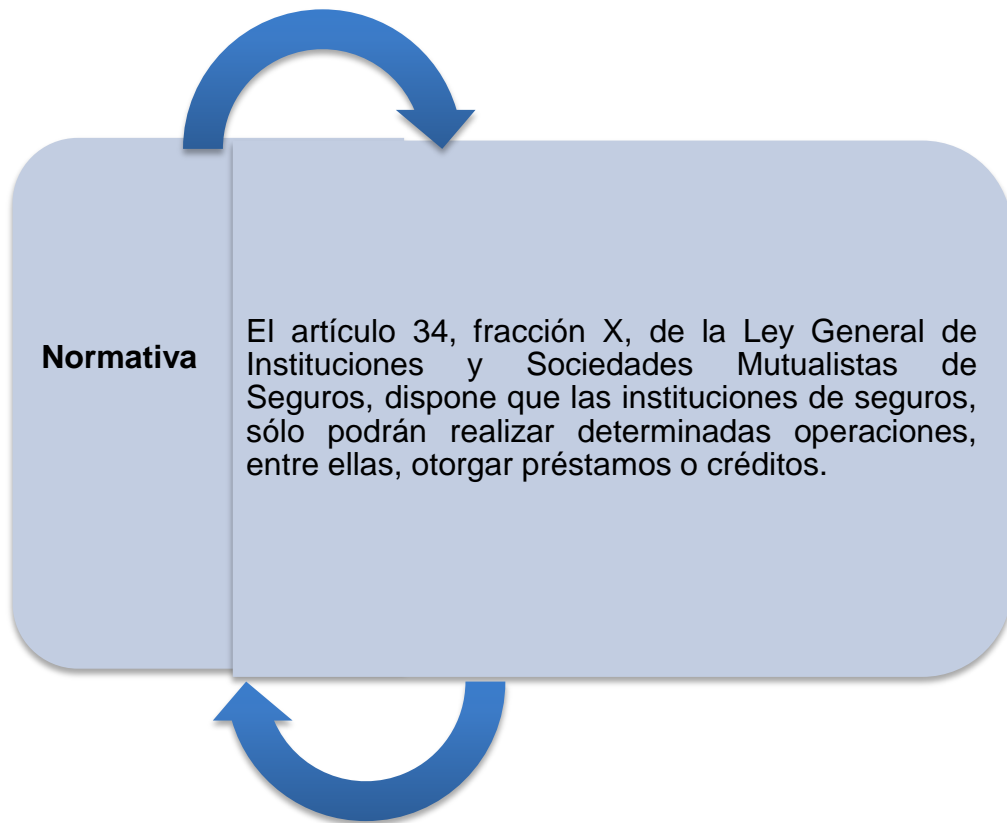 Normativa
El artículo 34, fracción X, de la Ley General de
Instituciones y Sociedades Mutualistas de
Seguros, dispone que las instituciones de seguros,
sólo podrán realizar determinadas operaciones,
entre ellas, otorgar préstamos o créditos.